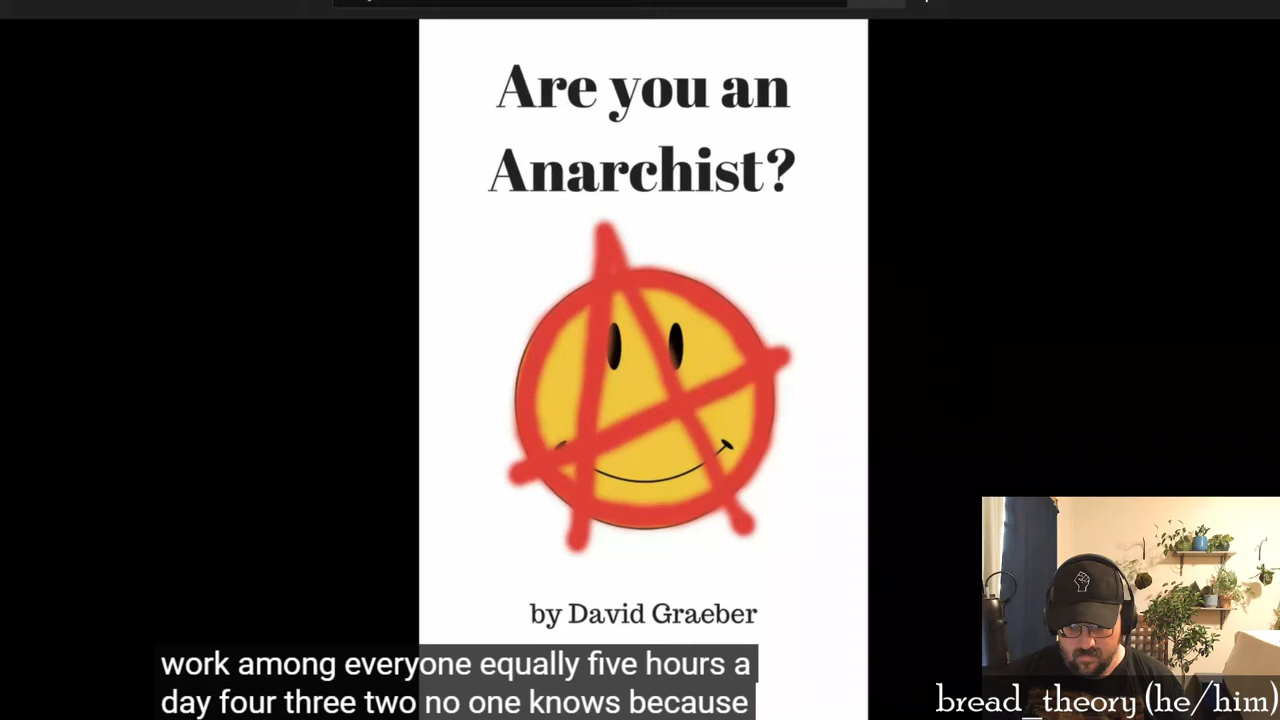 Are you an
Anarchist?
by David Graeber
work among everyone equally five hours a
day four three two no one knows because
bread_theory (he/him)